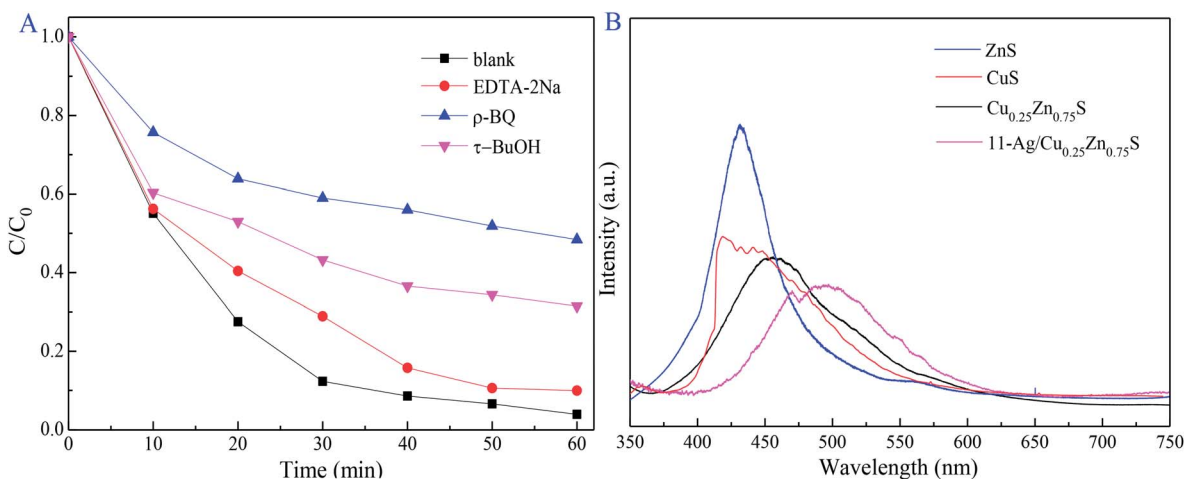 A
C/C₀
1.0
0.8
0.6
0.4
0.2
0.0
0
10
20
30
40
50
60
Time (min)
blank
EDTA-2Na
ρ-BQ
τ–BuOH
B
Intensity (a.u.)
ZnS
CuS
Cu₀.₂₅Zn₀.₇₅S
11-Ag/Cu₀.₂₅Zn₀.₇₅S
350
400
450
500
550
600
650
700
750
Wavelength (nm)